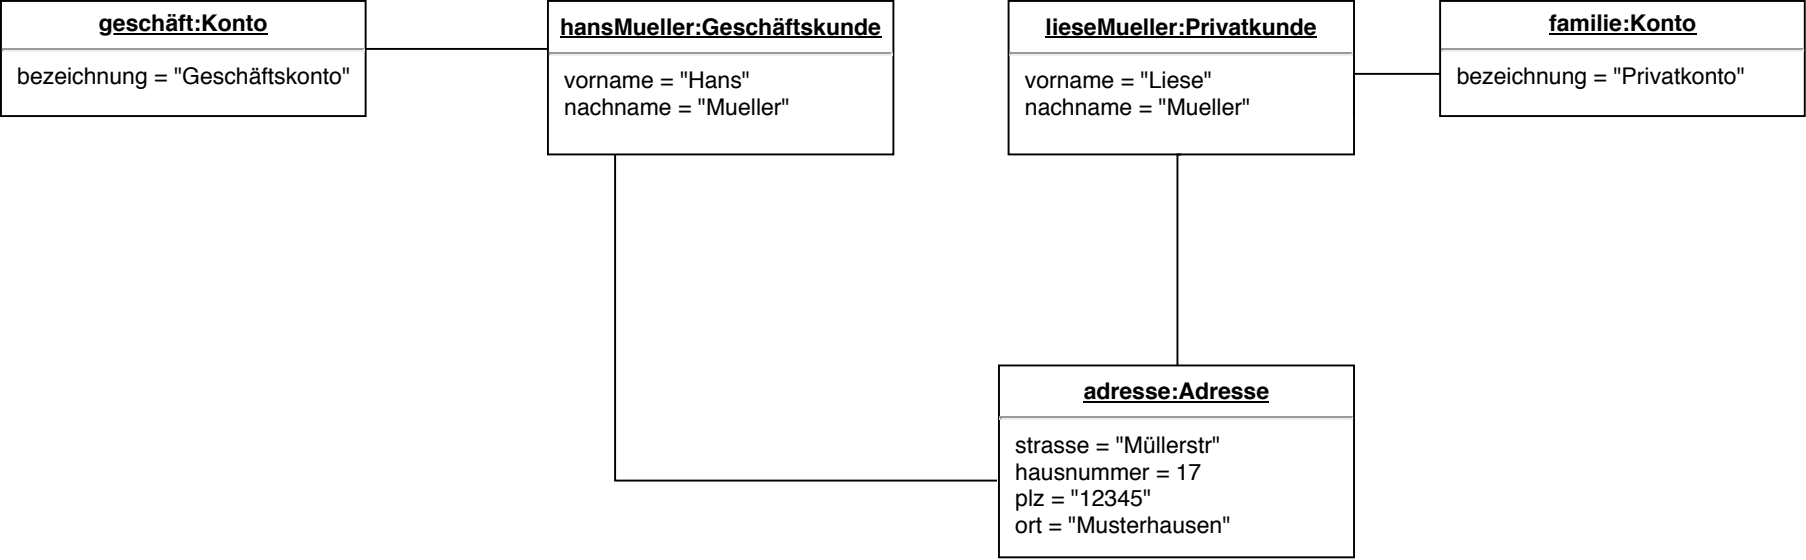 geschäft:Konto
bezeichnung = "Geschäftskonto"
hansMueller:Geschäftskunde
vorname = "Hans"
nachname = "Mueller"
lieseMueller:Privatkunde
vorname = "Liese"
nachname = "Mueller"
familie:Konto
bezeichnung = "Privatkonto"
adresse:Adresse
strasse = "Müllerstr"
hausnummer = 17
plz = "12345"
ort = "Musterhausen"